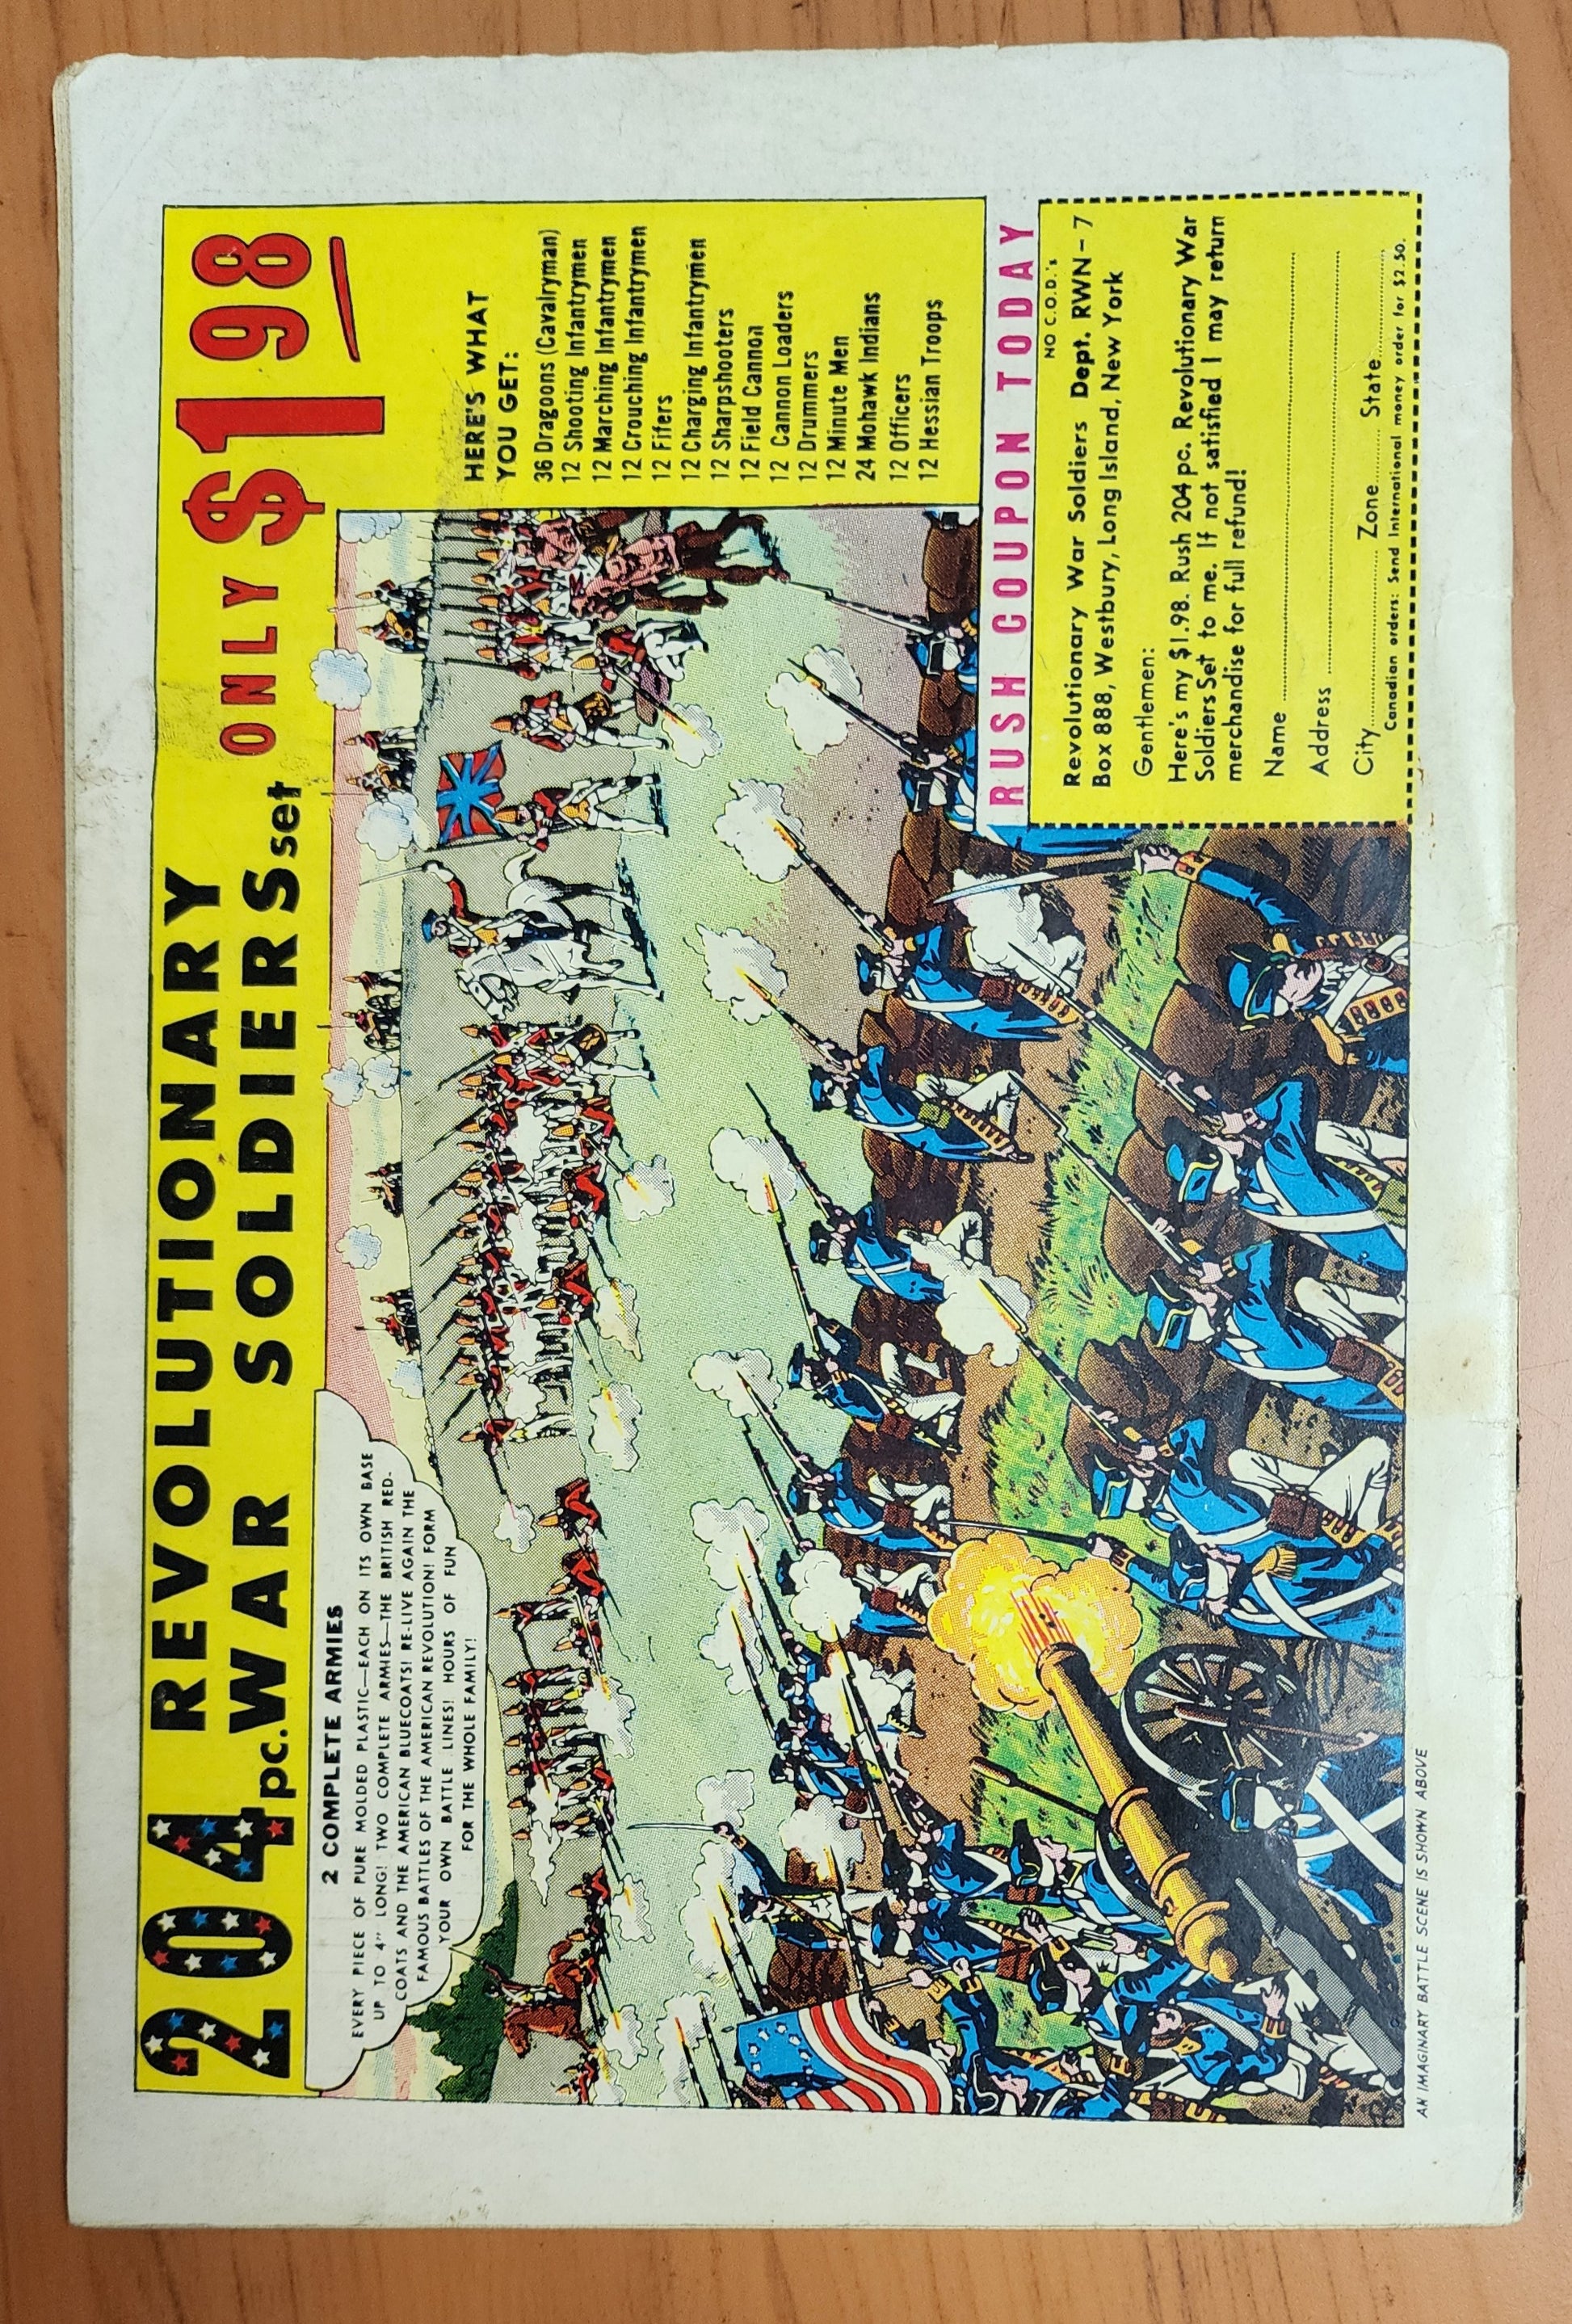 204 REVOLUTIONARY
pc. WAR SOLDIERS set
ONLY $1 98
2 COMPLETE ARMIES
EVERY PIECE OF PURE MOLDED PLASTIC—EACH ON ITS OWN BASE
UP TO 4" LONG! TWO COMPLETE ARMIES—THE BRITISH RED-
COATS AND THE AMERICAN BLUECOATS! RE-LIVE AGAIN THE
FAMOUS BATTLES OF THE AMERICAN REVOLUTION! FORM
YOUR OWN BATTLE LINES! HOURS OF FUN
FOR THE WHOLE FAMILY!
HERE'S WHAT
YOU GET:
36 Dragoons (Cavalryman)
12 Shooting Infantrymen
12 Marching Infantrymen
12 Crouching Infantrymen
12 Fifers
12 Charging Infantrymen
12 Sharpshooters
12 Field Cannon
12 Cannon Loaders
12 Drummers
12 Minute Men
24 Mohawk Indians
12 Officers
12 Hessian Troops
RUSH COUPON TODAY
NO C.O.D.'s
Revolutionary War Soldiers Dept. RWN-7
Box 888, Westbury, Long Island, New York
Gentlemen:
Here's my $1.98. Rush 204 pc. Revolutionary War
Soldiers Set to me. If not satisfied I may return
merchandise for full refund!
Name
Address
City Zone State
Canadian orders: Send International money order for $2.50.
AN IMAGINARY BATTLE SCENE IS SHOWN ABOVE